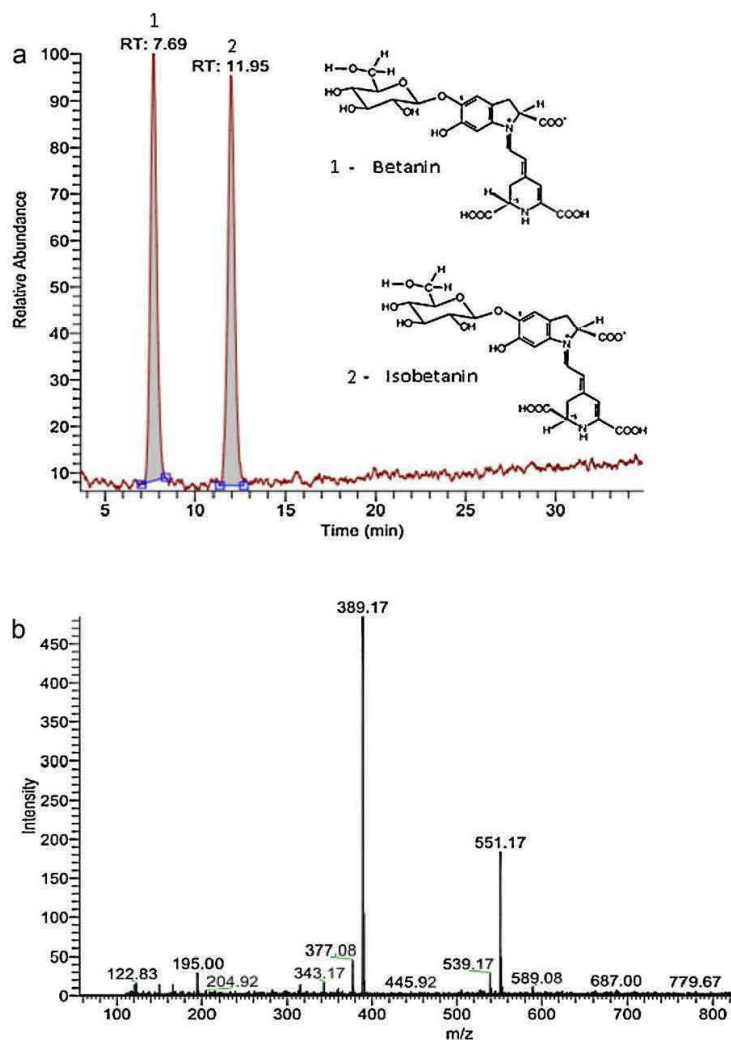 a
1
2
RT: 7.69
RT: 11.95
100
90
80
70
60
50
40
30
20
10
Relative Abundance
5
10
15
20
25
30
Time (min)
1 - Betanin
2 - Isobetanin
H
H-O
H
O
HO
HO
OH
O
HO
N+
H
COO-
H
HOOC
N
H
COOH
H
H-O
H
O
HO
HO
OH
O
HO
N+
H
COO-
HOOC
H
N
H
COOH
b
389.17
551.17
377.08
539.17
122.83
195.00
204.92
343.17
445.92
589.08
687.00
779.67
450
400
350
300
250
200
150
100
50
0
Intensity
100
200
300
400
500
600
700
800
m/z